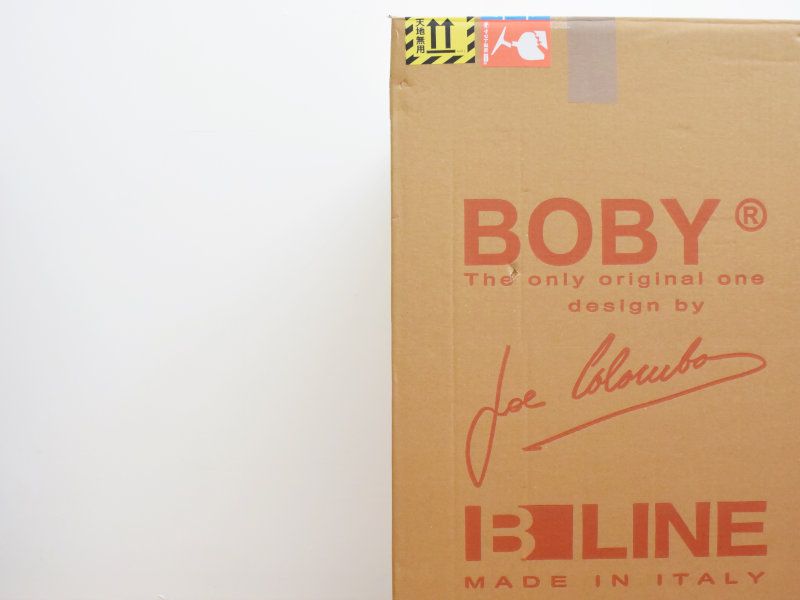 天地無用
BOBY®
The only original one
design by
Joe Colombo
B LINE
MADE IN ITALY